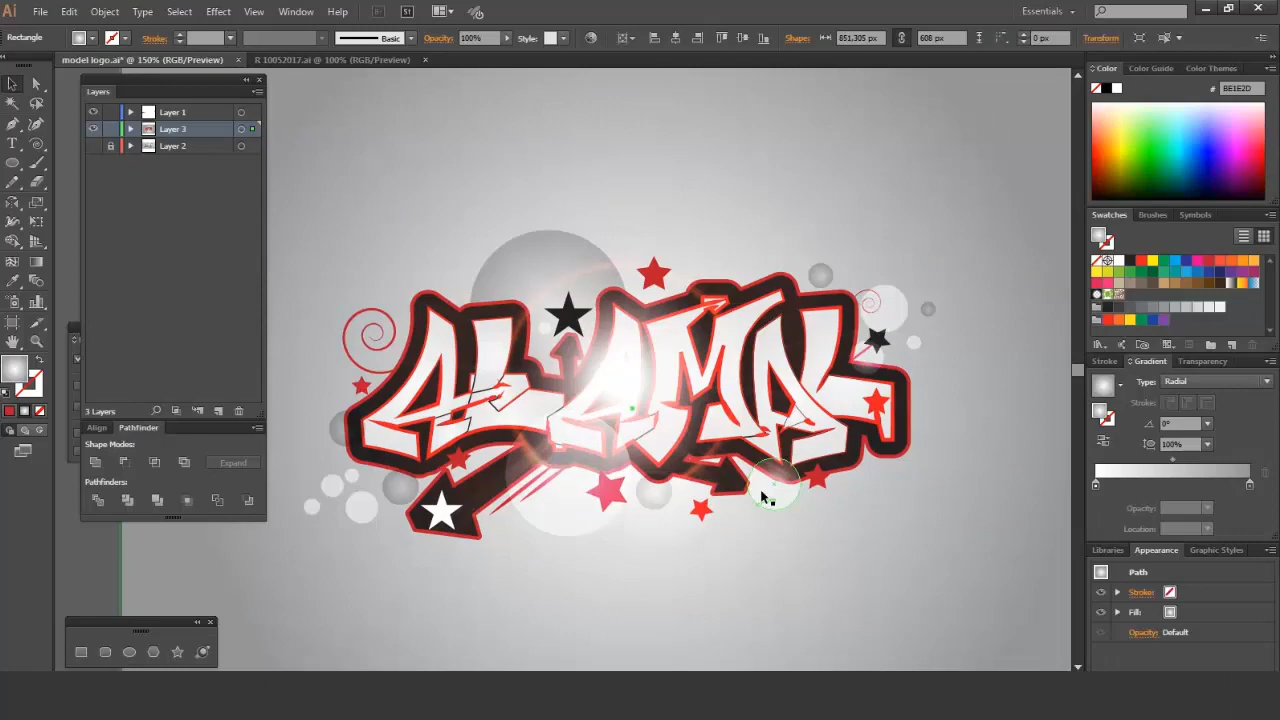 Ai File Edit Object Type Select Effect View Window Help Br St Essentials
Rectangle Stroke: Basic Opacity: 100% Style: Shape: 851,305 px 608 px 0 px Transform
model logo.ai* @ 150% (RGB/Preview) × R 10052017.ai @ 100% (RGB/Preview) ×
Layers
Layer 1
Layer 3
Layer 2
3 Layers
Align Pathfinder
Shape Modes:
Expand
Pathfinders:
Color Color Guide Color Themes
# BE1E2D
Swatches Brushes Symbols
Stroke Gradient Transparency
Type: Radial
Stroke:
0°
100%
Opacity:
Location:
Libraries Appearance Graphic Styles
Path
Stroke:
Fill:
Opacity: Default